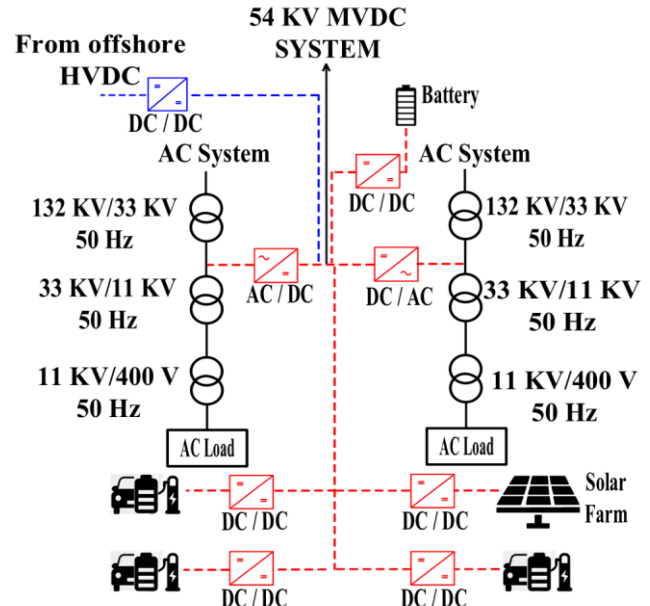 54 KV MVDC
SYSTEM
From offshore
HVDC
DC / DC
Battery
AC System
AC System
DC / DC
132 KV/33 KV
50 Hz
132 KV/33 KV
50 Hz
AC / DC
DC / AC
33 KV/11 KV
50 Hz
33 KV/11 KV
50 Hz
11 KV/400 V
50 Hz
11 KV/400 V
50 Hz
AC Load
AC Load
DC / DC
DC / DC
Solar
Farm
DC / DC
DC / DC